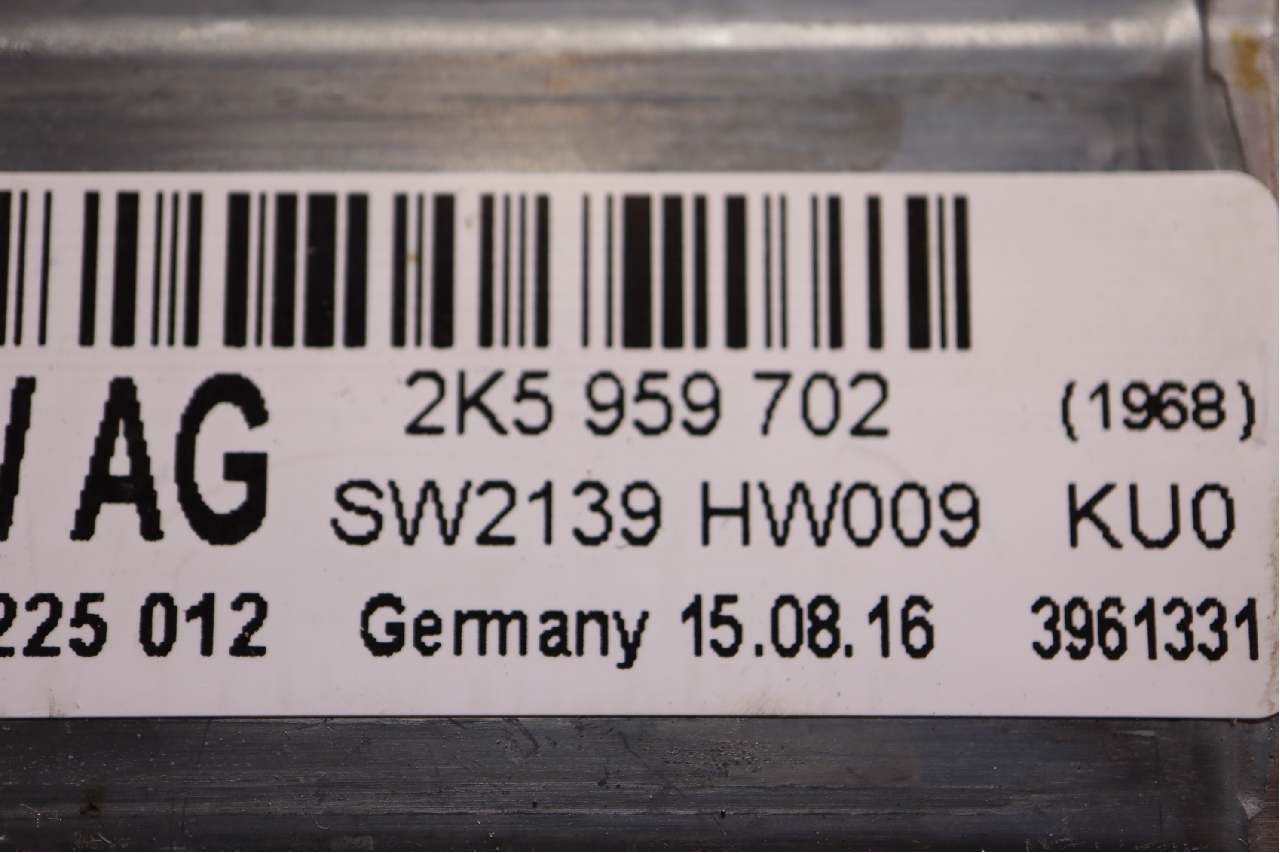 AG 2K5 959 702 (1968)
SW2139 HW009 KU0
225 012 Germany 15.08.16 3961331